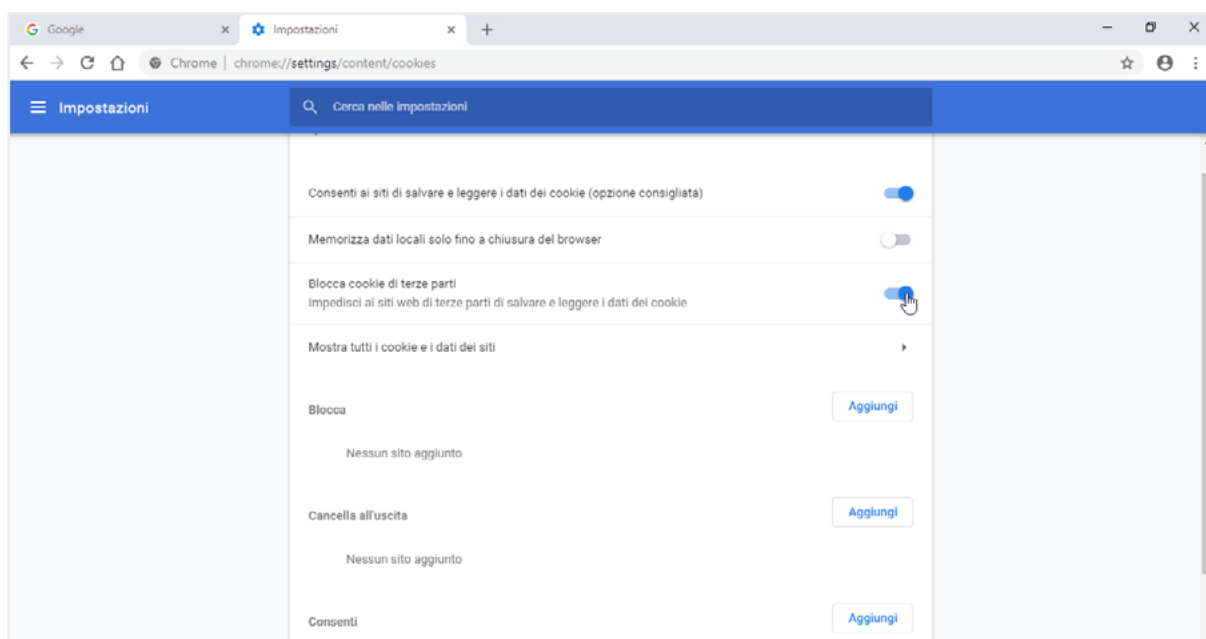 Google
Impostazioni
Chrome | chrome://settings/content/cookies
Impostazioni
Cerca nelle impostazioni
Consenti ai siti di salvare e leggere i dati dei cookie (opzione consigliata)
Memorizza dati locali solo fino a chiusura del browser
Blocca cookie di terze parti
Impedisci ai siti web di terze parti di salvare e leggere i dati dei cookie
Mostra tutti i cookie e i dati dei siti
Blocca
Aggiungi
Nessun sito aggiunto
Cancella all'uscita
Aggiungi
Nessun sito aggiunto
Consenti
Aggiungi